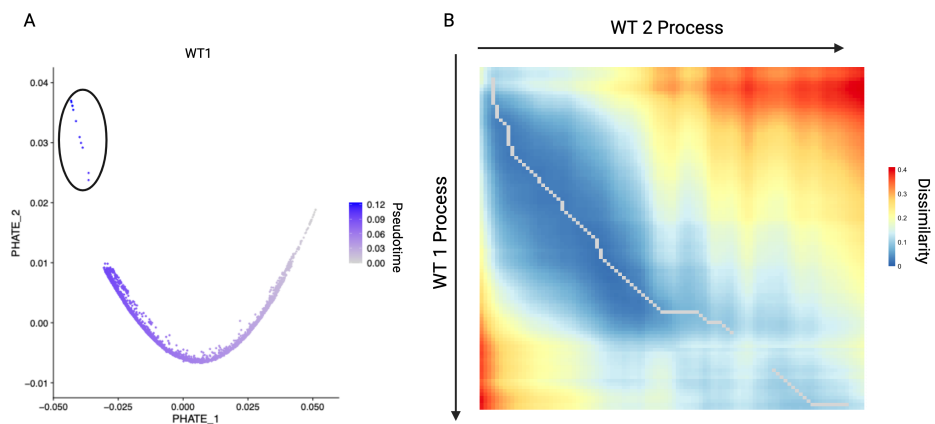 A
B
WT 2 Process
WT1
0.04
0.03
0.02
0.01
0.00
−0.01
PHATE_2
−0.050
−0.025
0.000
0.025
0.050
PHATE_1
0.12
0.09
0.06
0.03
0.00
Pseudotime
WT 1 Process
0.4
0.3
0.2
0.1
0
Dissimilarity